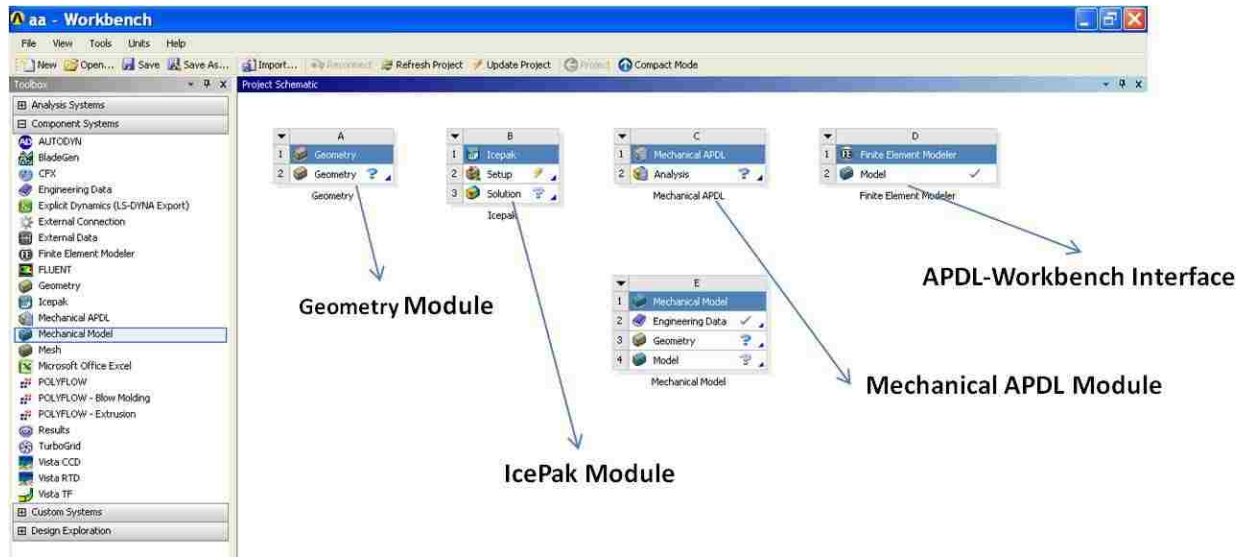 aa - Workbench
File View Tools Units Help
New Open... Save Save As... Import... Reconnect Refresh Project Update Project Project Compact Mode
Toolbox
Project Schematic
Analysis Systems
Component Systems
AUTODYN
BladeGen
CFX
Engineering Data
Explicit Dynamics (LS-DYNA Export)
External Connection
External Data
Finite Element Modeler
FLUENT
Geometry
Icepak
Mechanical APDL
Mechanical Model
Mesh
Microsoft Office Excel
POLYFLOW
POLYFLOW - Blow Molding
POLYFLOW - Extrusion
Results
TurboGrid
Vista CCD
Vista RTD
Vista TF
Custom Systems
Design Exploration
A
1 Geometry
2 Geometry ?
Geometry
B
1 Icepak
2 Setup
3 Solution ?
Icepak
C
1 Mechanical APDL
2 Analysis ?
Mechanical APDL
D
1 Finite Element Modeler
2 Model ✓
Finite Element Modeler
E
1 Mechanical Model
2 Engineering Data ✓
3 Geometry ?
4 Model ?
Mechanical Model
Geometry Module
IcePak Module
APDL-Workbench Interface
Mechanical APDL Module